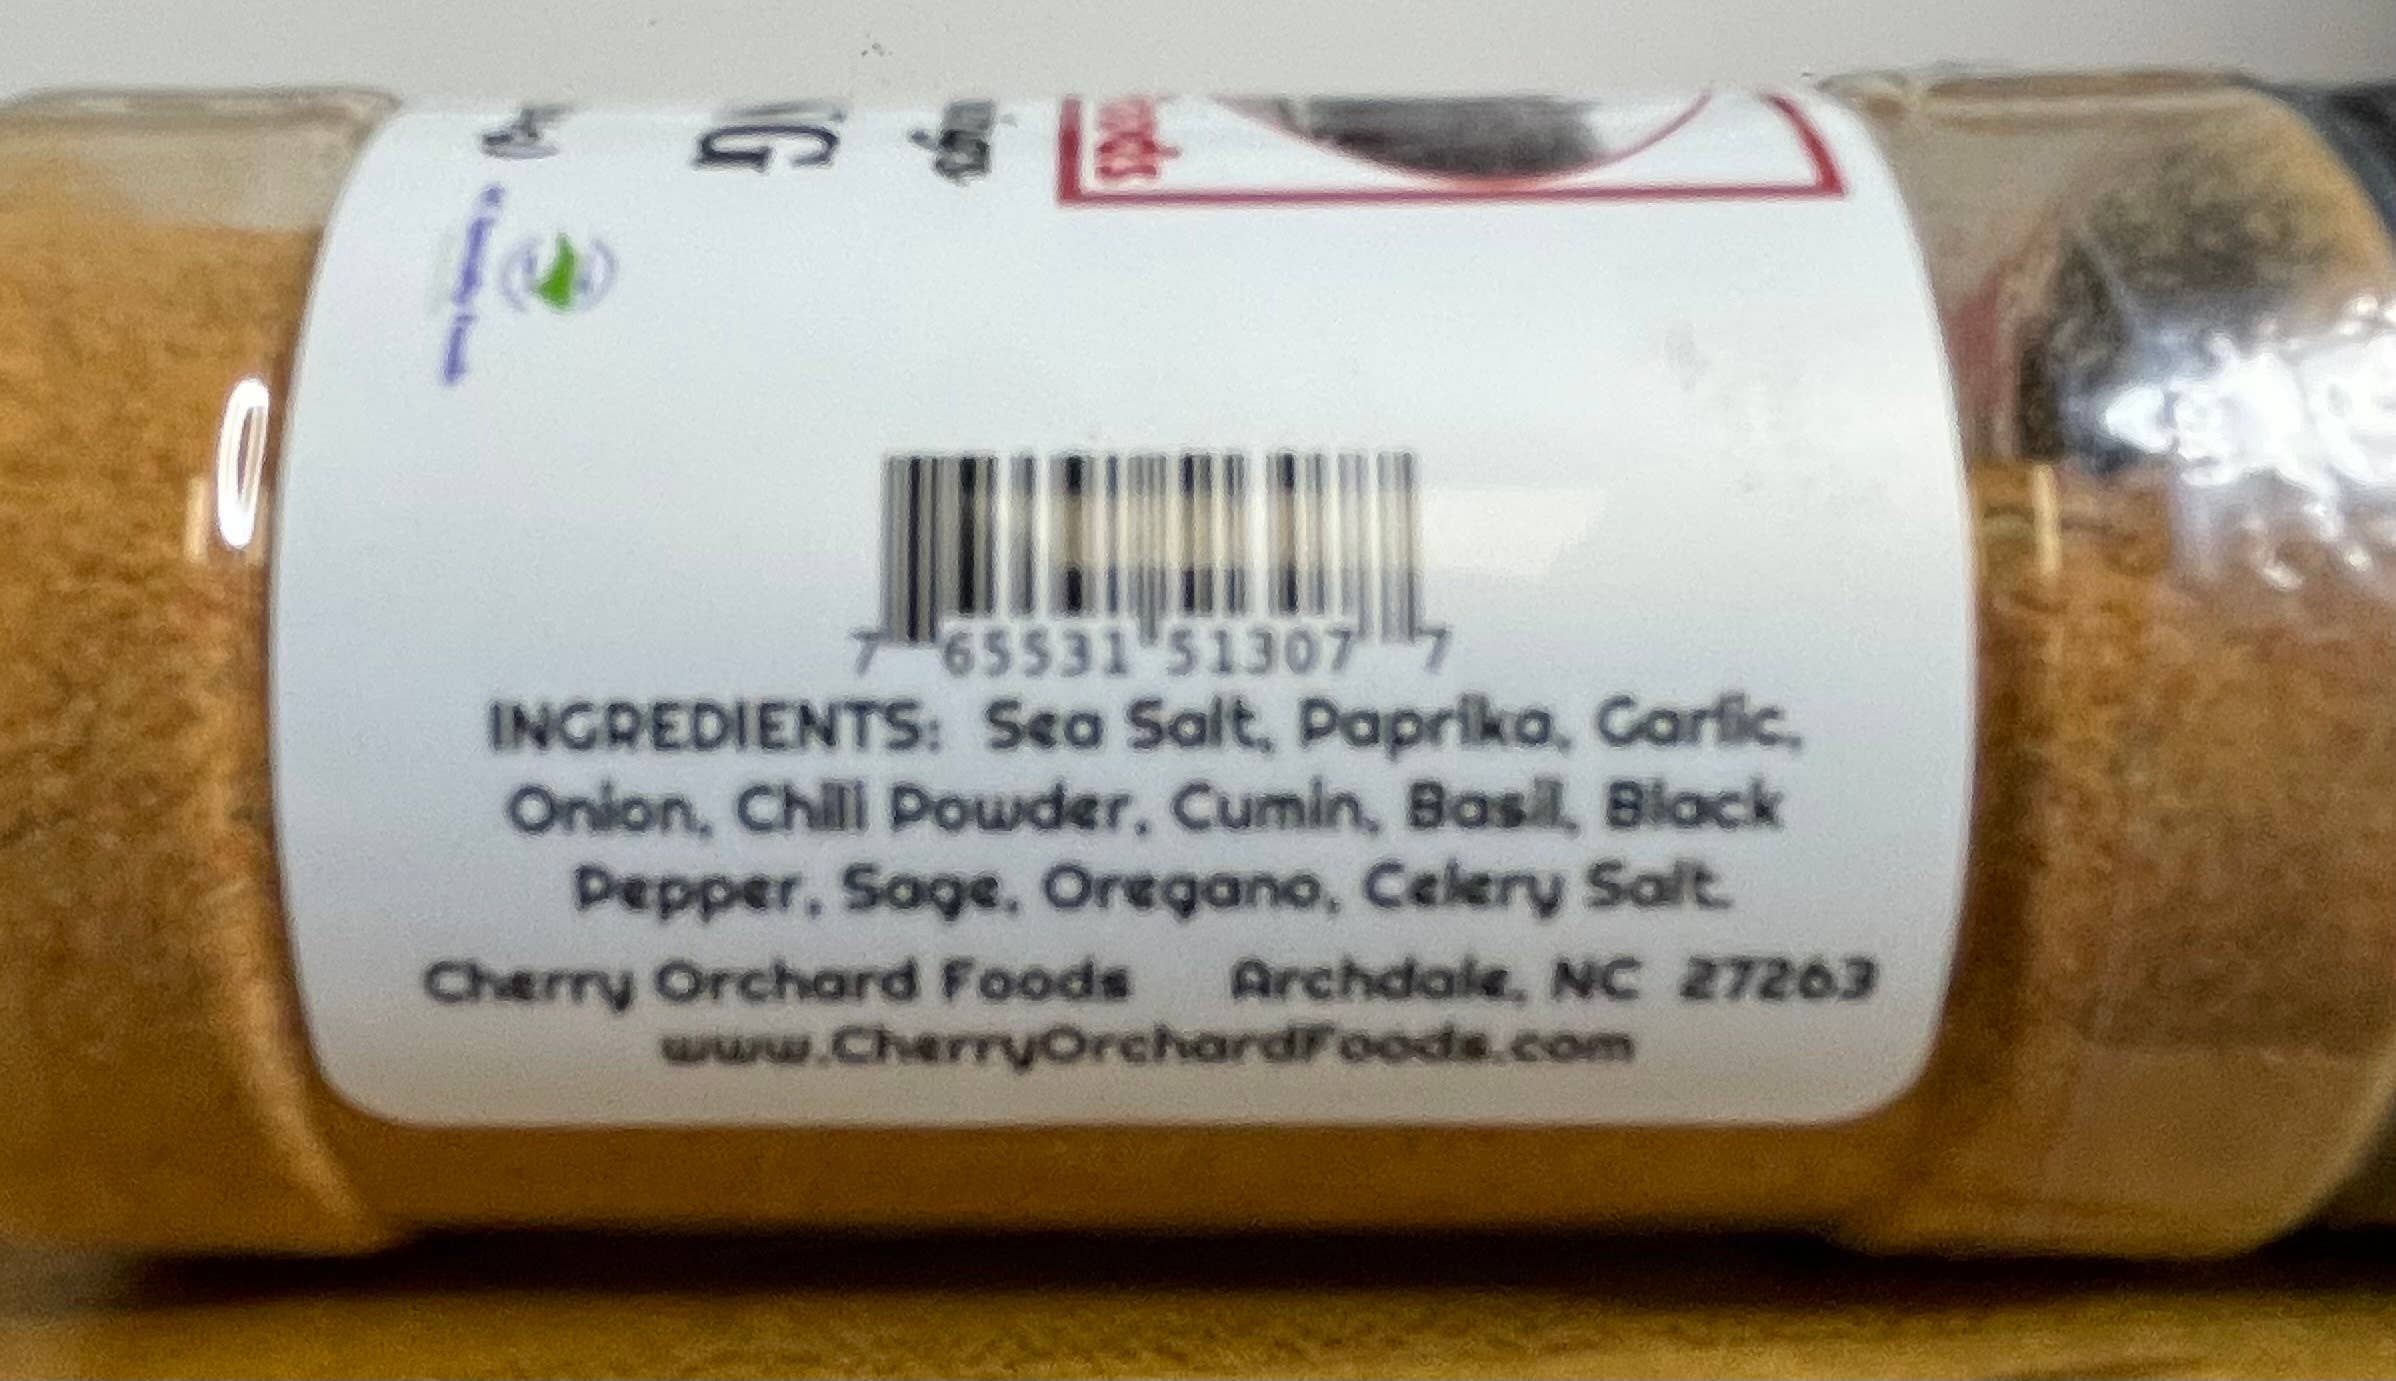 7 65531 51307 7
INGREDIENTS: Sea Salt, Paprika, Garlic,
Onion, Chili Powder, Cumin, Basil, Black
Pepper, Sage, Oregano, Celery Salt.
Cherry Orchard Foods Archdale, NC 27263
www.CherryOrchardFoods.com